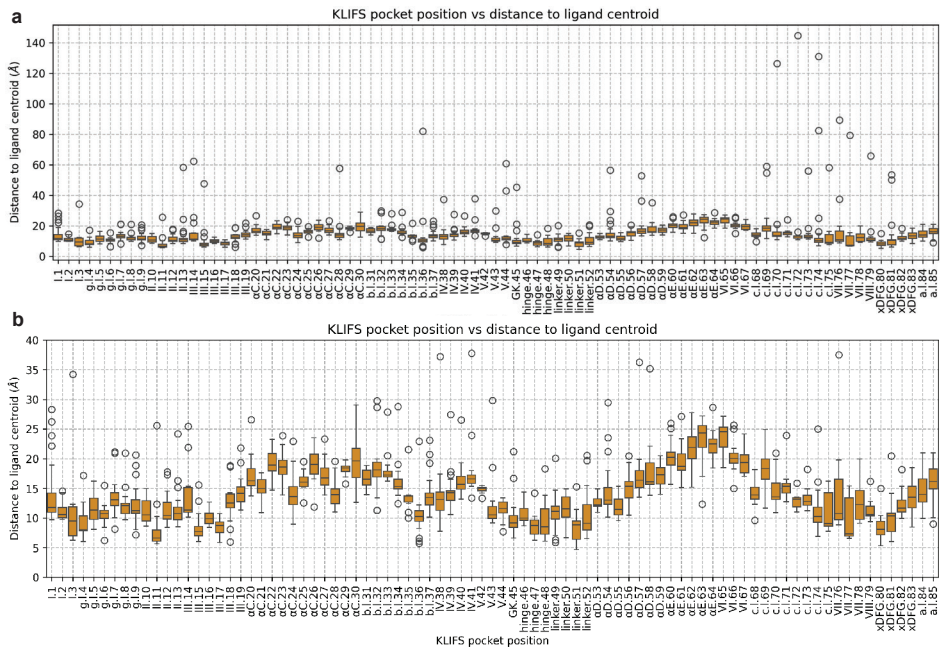 a
KLIFS pocket position vs distance to ligand centroid
Distance to ligand centroid (Å)
140
120
100
80
60
40
20
0
I.1 I.2 I.3 g.l.4 g.l.5 g.l.6 g.l.7 g.l.8 g.l.9 II.10 II.11 II.12 II.13 III.14 III.15 III.16 III.17 III.18 III.19 αC.20 αC.21 αC.22 αC.23 αC.24 αC.25 αC.26 αC.27 αC.28 αC.29 αC.30 b.l.31 b.l.32 b.l.33 b.l.34 b.l.35 b.l.36 b.l.37 IV.38 IV.39 IV.40 IV.41 V.42 V.43 V.44 GK.45 hinge.46 hinge.47 hinge.48 linker.49 linker.50 linker.51 linker.52 αD.53 αD.54 αD.55 αD.56 αD.57 αD.58 αD.59 αE.60 αE.61 αE.62 αE.63 αE.64 VI.65 VI.66 VI.67 c.l.68 c.l.69 c.l.70 c.l.71 c.l.72 c.l.73 c.l.74 c.l.75 VII.76 VII.77 VII.78 VIII.79 xDFG.80 xDFG.81 xDFG.82 xDFG.83 a.l.84 a.l.85
b
KLIFS pocket position vs distance to ligand centroid
Distance to ligand centroid (Å)
40
35
30
25
20
15
10
5
0
I.1 I.2 I.3 g.l.4 g.l.5 g.l.6 g.l.7 g.l.8 g.l.9 II.10 II.11 II.12 II.13 III.14 III.15 III.16 III.17 III.18 III.19 αC.20 αC.21 αC.22 αC.23 αC.24 αC.25 αC.26 αC.27 αC.28 αC.29 αC.30 b.l.31 b.l.32 b.l.33 b.l.34 b.l.35 b.l.36 b.l.37 IV.38 IV.39 IV.40 IV.41 V.42 V.43 V.44 GK.45 hinge.46 hinge.47 hinge.48 linker.49 linker.50 linker.51 linker.52 αD.53 αD.54 αD.55 αD.56 αD.57 αD.58 αD.59 αE.60 αE.61 αE.62 αE.63 αE.64 VI.65 VI.66 VI.67 c.l.68 c.l.69 c.l.70 c.l.71 c.l.72 c.l.73 c.l.74 c.l.75 VII.76 VII.77 VII.78 VIII.79 xDFG.80 xDFG.81 xDFG.82 xDFG.83 a.l.84 a.l.85
KLIFS pocket position